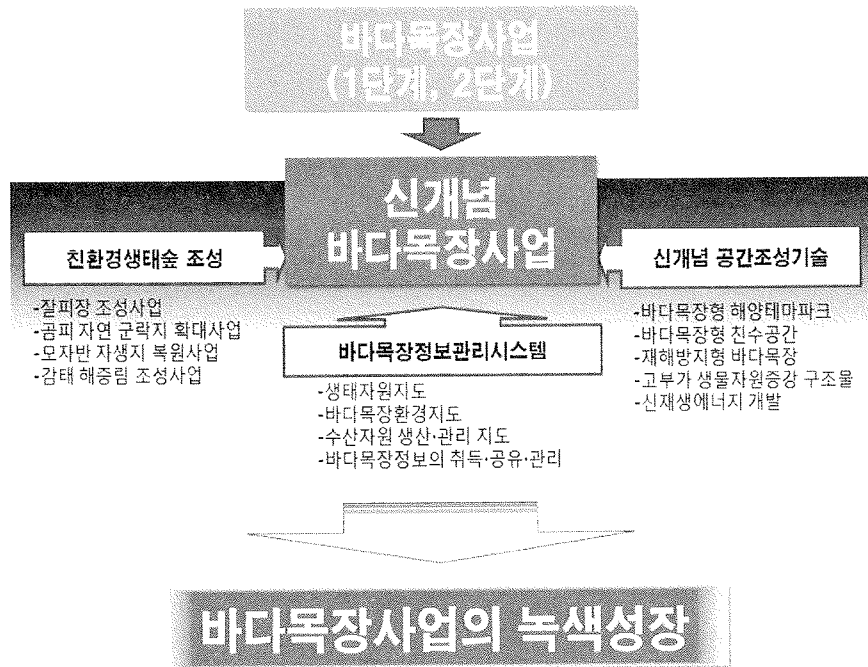 바다목장사업
(1단계, 2단계)
신개념
바다목장사업
친환경생태숲 조성
-잘피장 조성사업
-곰피 자연 군락지 확대사업
-모자반 자생지 복원사업
-감태 해중림 조성사업
바다목장정보관리시스템
-생태자원지도
-바다목장환경지도
-수산자원 생산·관리 지도
-바다목장정보의 취득·공유·관리
신개념 공간조성기술
-바다목장형 해양테마파크
-바다목장형 친수공간
-재해방지형 바다목장
-고부가 생물자원증강 구조물
-신재생에너지 개발
바다목장사업의 녹색성장